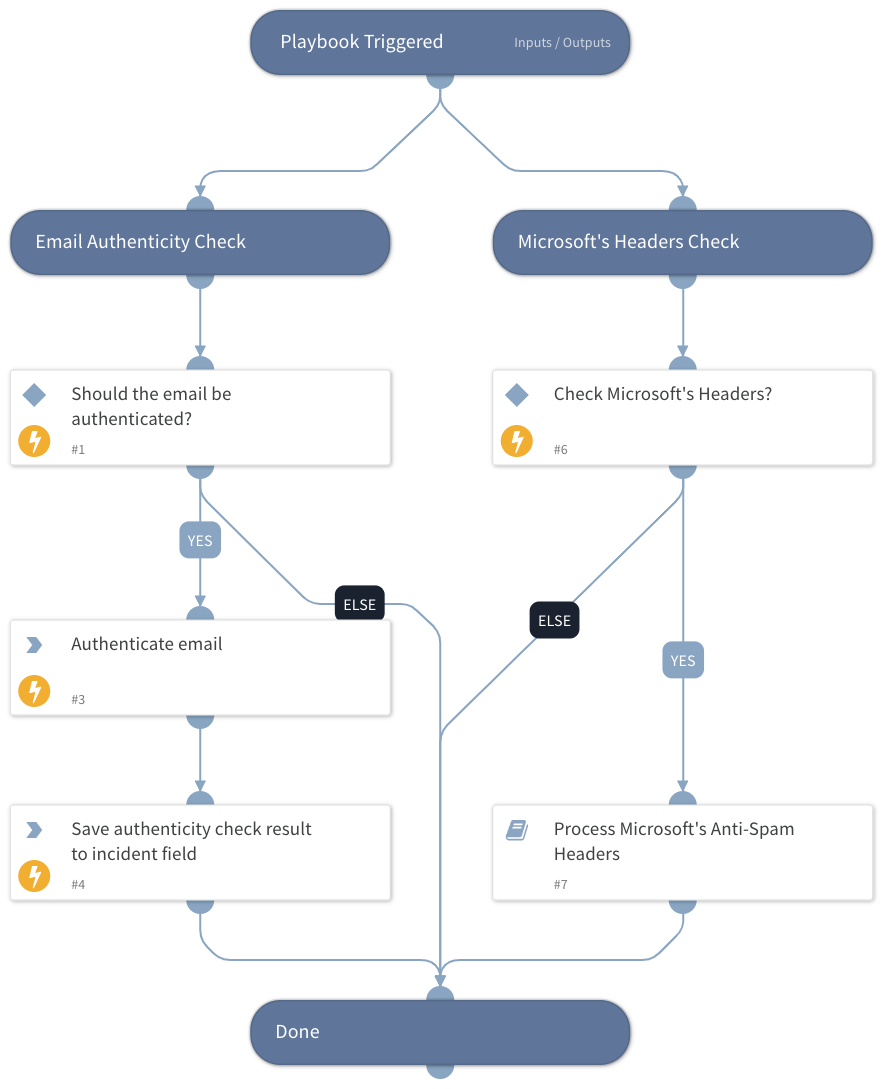 Playbook Triggered
Inputs / Outputs
Email Authenticity Check
Microsoft's Headers Check
Should the email be
authenticated?
#1
Check Microsoft's Headers?
#6
YES
ELSE
ELSE
YES
Authenticate email
#3
Save authenticity check result
to incident field
#4
Process Microsoft's Anti-Spam
Headers
#7
Done